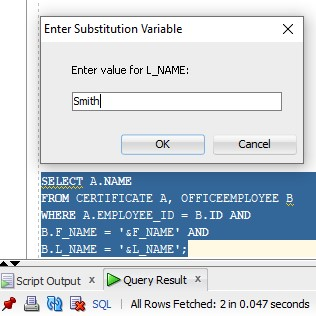 Enter Substitution Variable
Enter value for L_NAME:
Smith
OK Cancel
SELECT A.NAME
FROM CERTIFICATE A, OFFICEEMPLOYEE B
WHERE A.EMPLOYEE_ID = B.ID AND
B.F_NAME = '&F_NAME' AND
B.L_NAME = '&L_NAME';
Script Output x Query Result x
SQL | All Rows Fetched: 2 in 0.047 seconds